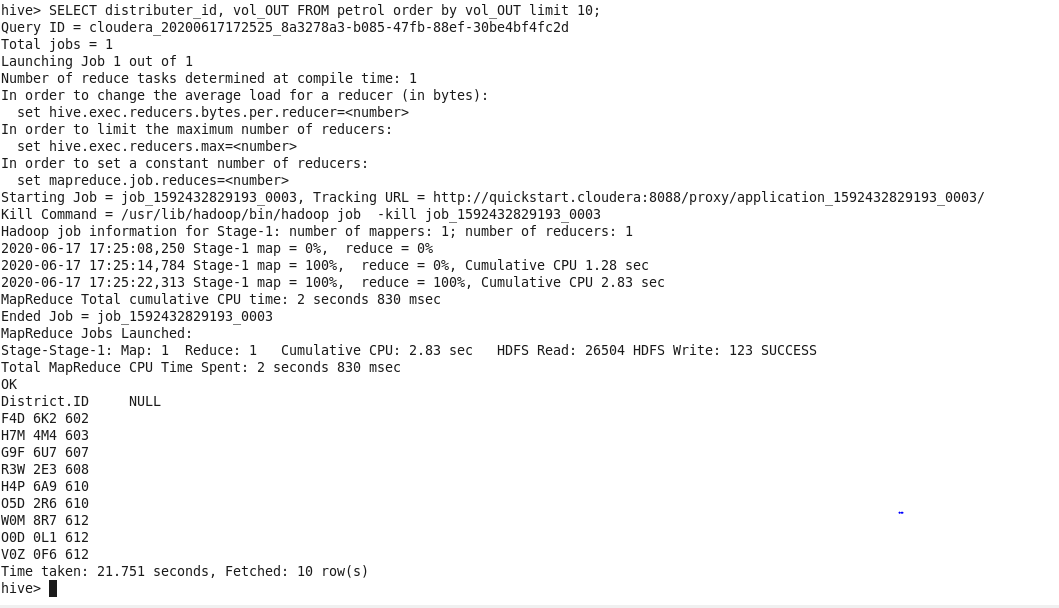 hive> SELECT distributer_id, vol_OUT FROM petrol order by vol_OUT limit 10;
Query ID = cloudera_20200617172525_8a3278a3-b085-47fb-88ef-30be4bf4fc2d
Total jobs = 1
Launching Job 1 out of 1
Number of reduce tasks determined at compile time: 1
In order to change the average load for a reducer (in bytes):
  set hive.exec.reducers.bytes.per.reducer=<number>
In order to limit the maximum number of reducers:
  set hive.exec.reducers.max=<number>
In order to set a constant number of reducers:
  set mapreduce.job.reduces=<number>
Starting Job = job_1592432829193_0003, Tracking URL = http://quickstart.cloudera:8088/proxy/application_1592432829193_0003/
Kill Command = /usr/lib/hadoop/bin/hadoop job  -kill job_1592432829193_0003
Hadoop job information for Stage-1: number of mappers: 1; number of reducers: 1
2020-06-17 17:25:08,250 Stage-1 map = 0%,  reduce = 0%
2020-06-17 17:25:14,784 Stage-1 map = 100%,  reduce = 0%, Cumulative CPU 1.28 sec
2020-06-17 17:25:22,313 Stage-1 map = 100%,  reduce = 100%, Cumulative CPU 2.83 sec
MapReduce Total cumulative CPU time: 2 seconds 830 msec
Ended Job = job_1592432829193_0003
MapReduce Jobs Launched:
Stage-Stage-1: Map: 1  Reduce: 1   Cumulative CPU: 2.83 sec   HDFS Read: 26504 HDFS Write: 123 SUCCESS
Total MapReduce CPU Time Spent: 2 seconds 830 msec
OK
District.ID     NULL
F4D 6K2 602
H7M 4M4 603
G9F 6U7 607
R3W 2E3 608
H4P 6A9 610
O5D 2R6 610
W0M 8R7 612
O0D 0L1 612
V0Z 0F6 612
Time taken: 21.751 seconds, Fetched: 10 row(s)
hive>